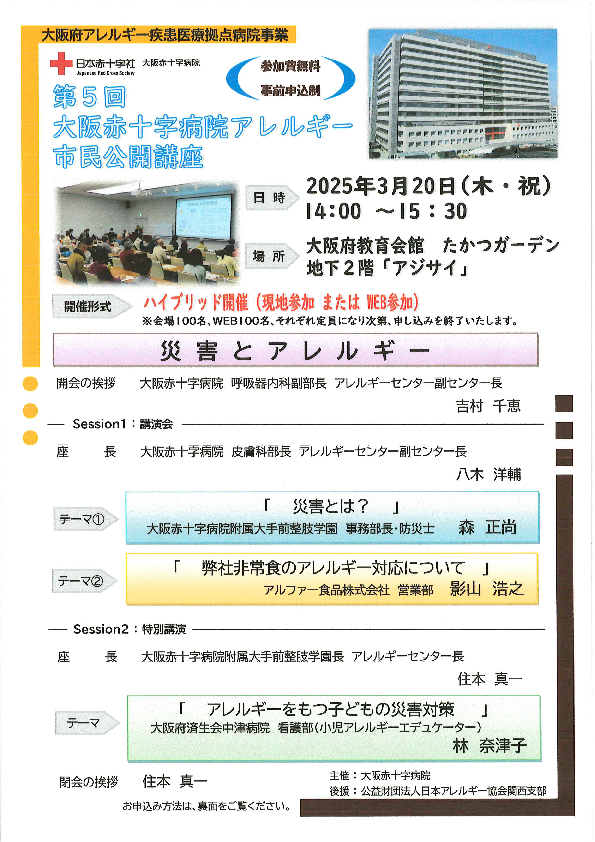 大阪府アレルギー疾患医療拠点病院事業
日本赤十字社 大阪赤十字病院
Japanese Red Cross Society
参加費無料
事前申込制
第5回
大阪赤十字病院アレルギー
市民公開講座
日時 2025年3月20日(木・祝)
14:00 ～15:30
場所 大阪府教育会館 たかつガーデン
地下2階「アジサイ」
開催形式 ハイブリッド開催(現地参加 または WEB参加)
※会場100名、WEB100名、それぞれ定員になり次第、申し込みを終了いたします。
災害とアレルギー
開会の挨拶 大阪赤十字病院 呼吸器内科副部長 アレルギーセンター副センター長
吉村 千恵
Session1：講演会
座 長 大阪赤十字病院 皮膚科部長 アレルギーセンター副センター長
八木 洋輔
テーマ① 「 災害とは？ 」
大阪赤十字病院附属大手前整肢学園 事務部長・防災士 森 正尚
テーマ② 「 弊社非常食のアレルギー対応について 」
アルファー食品株式会社 営業部 影山 浩之
Session2：特別講演
座 長 大阪赤十字病院附属大手前整肢学園長 アレルギーセンター長
住本 真一
テーマ 「 アレルギーをもつ子どもの災害対策 」
大阪府済生会中津病院 看護部(小児アレルギーエデュケーター)
林 奈津子
閉会の挨拶 住本 真一
主催：大阪赤十字病院
後援：公益財団法人日本アレルギー協会関西支部
お申込み方法は、裏面をご覧ください。